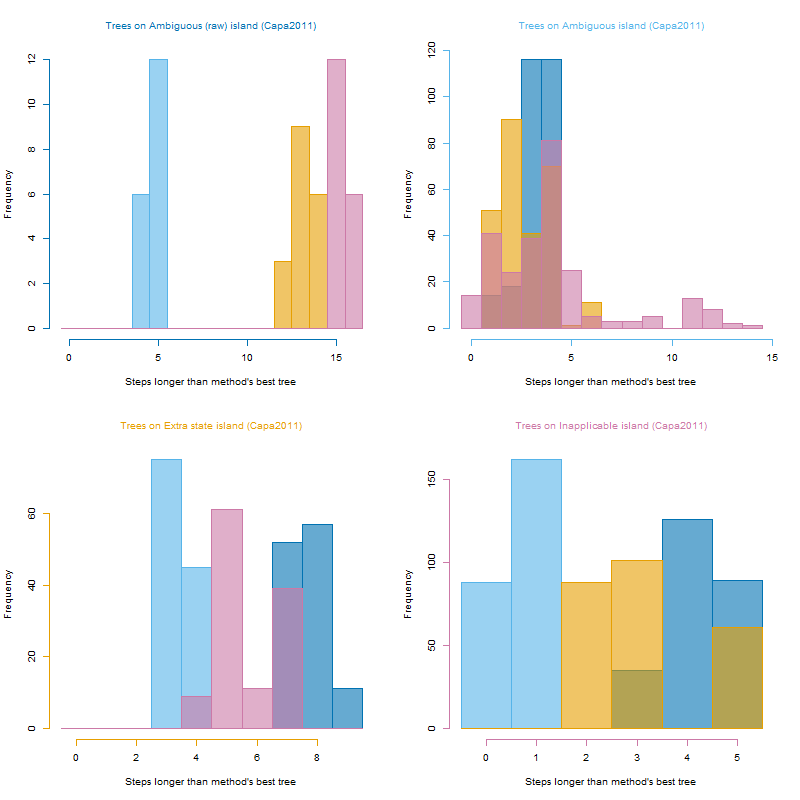 Trees on Ambiguous (raw) island (Capa2011)
Frequency
0 2 4 6 8 10 12
0 5 10 15
Steps longer than method's best tree
Trees on Ambiguous island (Capa2011)
Frequency
0 20 40 60 80 100 120
0 5 10 15
Steps longer than method's best tree
Trees on Extra state island (Capa2011)
Frequency
0 20 40 60
0 2 4 6 8
Steps longer than method's best tree
Trees on Inapplicable island (Capa2011)
Frequency
0 50 100 150
0 1 2 3 4 5
Steps longer than method's best tree